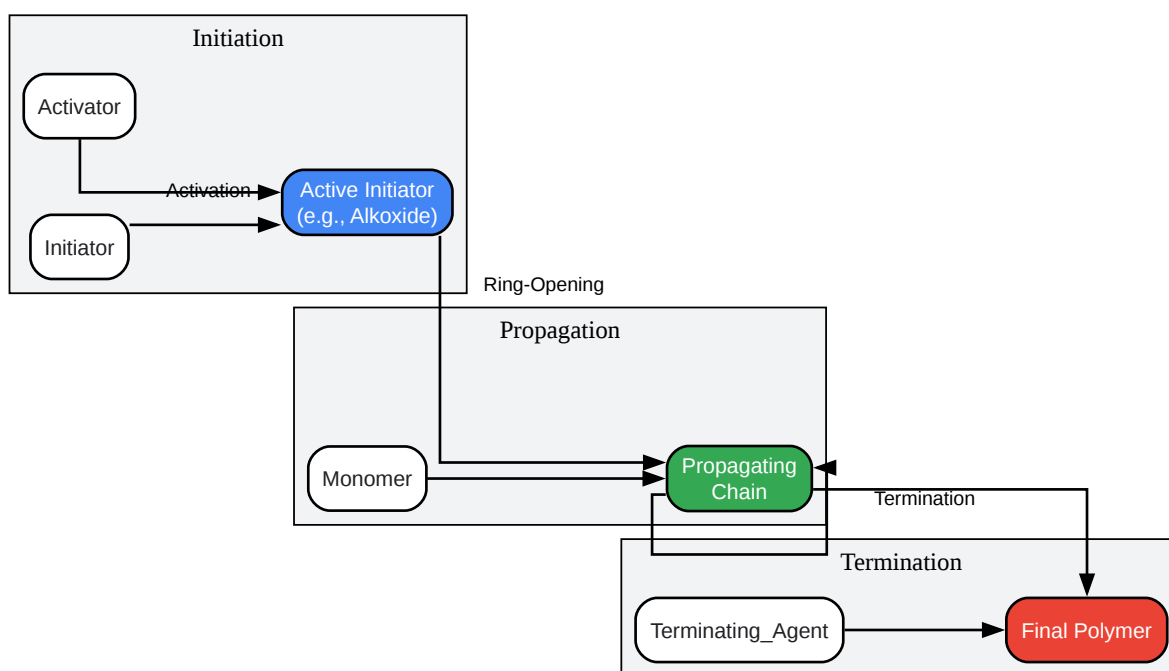 Initiation
Activator
Activation
Active Initiator
(e.g., Alkoxide)
Initiator
Ring-Opening
Propagation
Monomer
Propagating
Chain
Termination
Termination
Terminating_Agent
Final Polymer